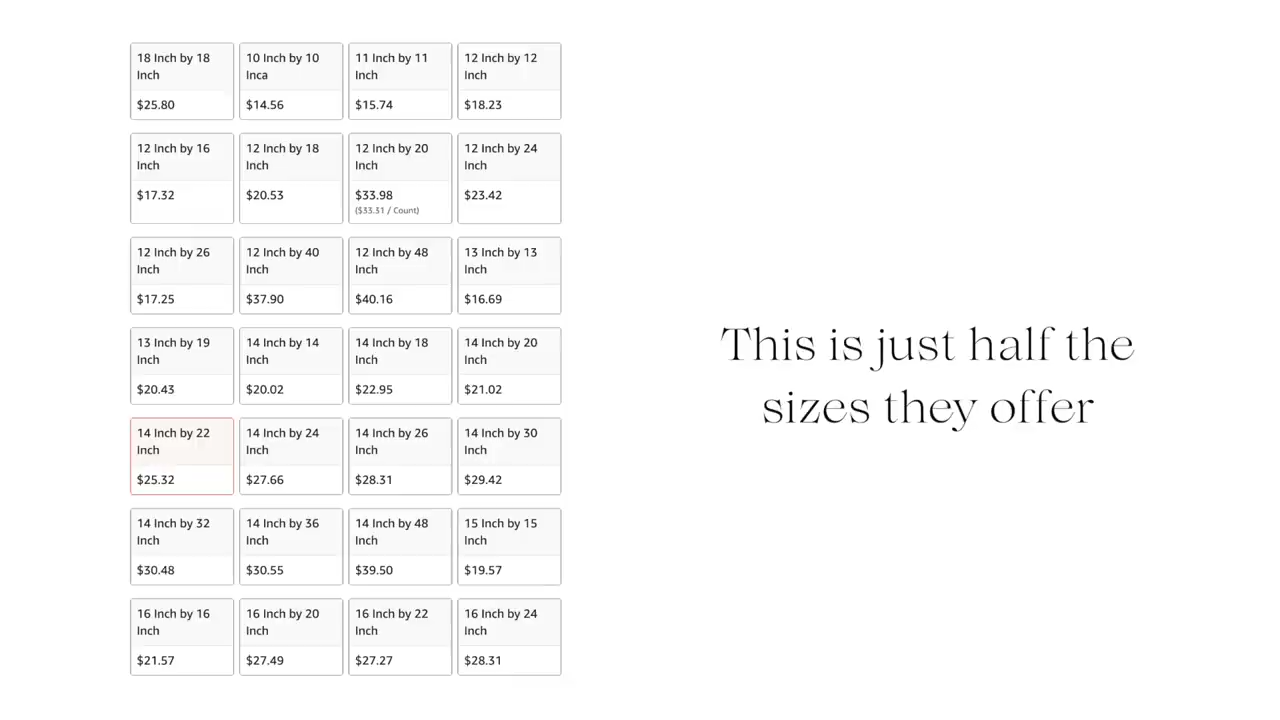 18 Inch by 18
Inch
$25.80
10 Inch by 10
Inca
$14.56
11 Inch by 11
Inch
$15.74
12 Inch by 12
Inch
$18.23
12 Inch by 16
Inch
$17.32
12 Inch by 18
Inch
$20.53
12 Inch by 20
Inch
$33.98
($33.31 / Count)
12 Inch by 24
Inch
$23.42
12 Inch by 26
Inch
$17.25
12 Inch by 40
Inch
$37.90
12 Inch by 48
Inch
$40.16
13 Inch by 13
Inch
$16.69
13 Inch by 19
Inch
$20.43
14 Inch by 14
Inch
$20.02
14 Inch by 18
Inch
$22.95
14 Inch by 20
Inch
$21.02
14 Inch by 22
Inch
$25.32
14 Inch by 24
Inch
$27.66
14 Inch by 26
Inch
$28.31
14 Inch by 30
Inch
$29.42
14 Inch by 32
Inch
$30.48
14 Inch by 36
Inch
$30.55
14 Inch by 48
Inch
$39.50
15 Inch by 15
Inch
$19.57
16 Inch by 16
Inch
$21.57
16 Inch by 20
Inch
$27.49
16 Inch by 22
Inch
$27.27
16 Inch by 24
Inch
$28.31
This is just half the
sizes they offer